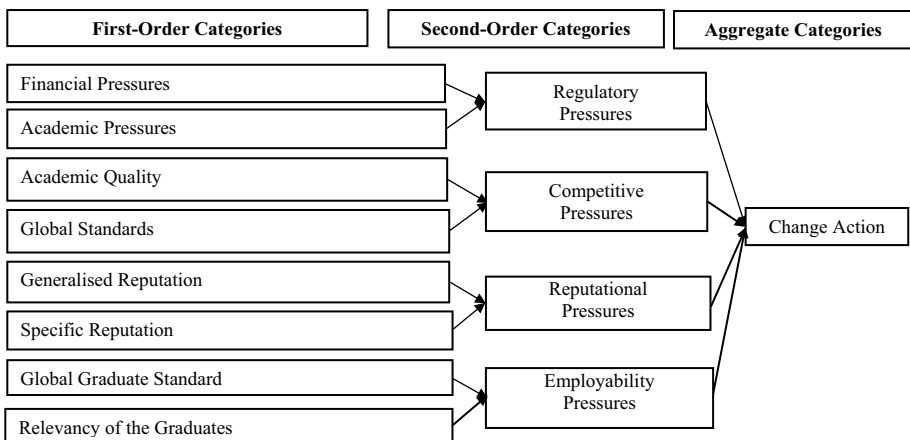 First-Order Categories
Second-Order Categories
Aggregate Categories
Financial Pressures
Academic Pressures
Academic Quality
Global Standards
Generalised Reputation
Specific Reputation
Global Graduate Standard
Relevancy of the Graduates
Regulatory
Pressures
Competitive
Pressures
Reputational
Pressures
Employability
Pressures
Change Action